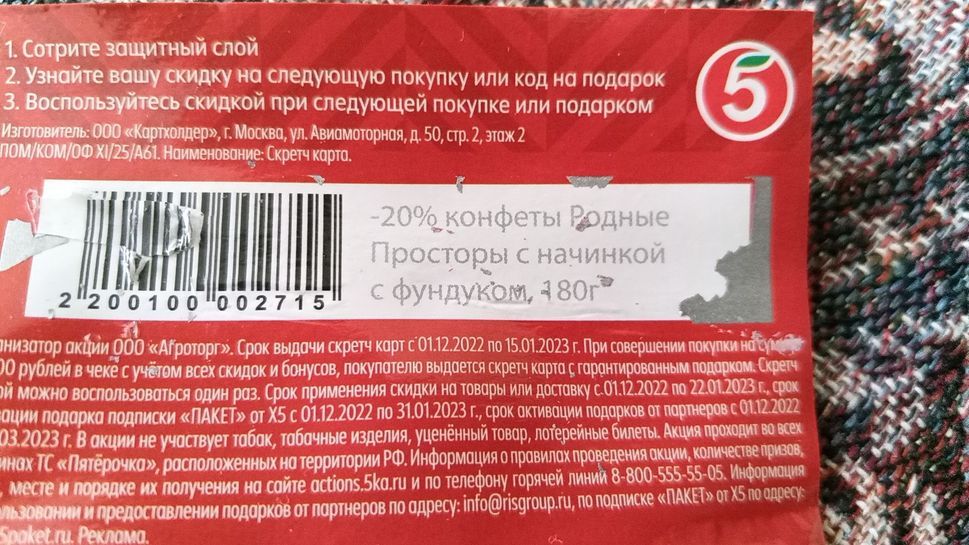 1. Сотрите защитный слой
2. Узнайте вашу скидку на следующую покупку или код на подарок
3. Воспользуйтесь скидкой при следующей покупке или подарком
5
Изготовитель: ООО «Картхолдер», г. Москва, ул. Авиамоторная, д. 50, стр. 2, этаж 2
ПОМ/КОМ/ОФ XI/25/А61. Наименование: Скретч карта.
-20% конфеты Родные
Просторы с начинкой
с фундуком, 180г
2 200100 002715
низатор акции ООО «Агроторг». Срок выдачи скретч карт с 01.12.2022 по 15.01.2023 г. При совершении покупки на сумму
00 рублей в чеке с учётом всех скидок и бонусов, покупателю выдается скретч карта с гарантированным подарком. Скретч
ой можно воспользоваться один раз. Срок применения скидки на товары или доставку с 01.12.2022 по 22.01.2023 г., срок
ации подарка подписки «ПАКЕТ» от X5 с 01.12.2022 по 31.01.2023 г., срок активации подарков от партнеров с 01.12.2022
03.2023 г. В акции не участвует табак, табачные изделия, уценённый товар, лотерейные билеты. Акция проходит во всех
инах ТС «Пятёрочка», расположенных на территории РФ. Информация о правилах проведения акции, количестве призов,
, месте и порядке их получения на сайте actions.5ka.ru и по телефону горячей линии 8-800-555-55-05. Информация
льзовании и предоставлении подарков от партнеров по адресу: info@risgroup.ru, по подписке «ПАКЕТ» от X5 по адресу:
5paket.ru. Реклама.